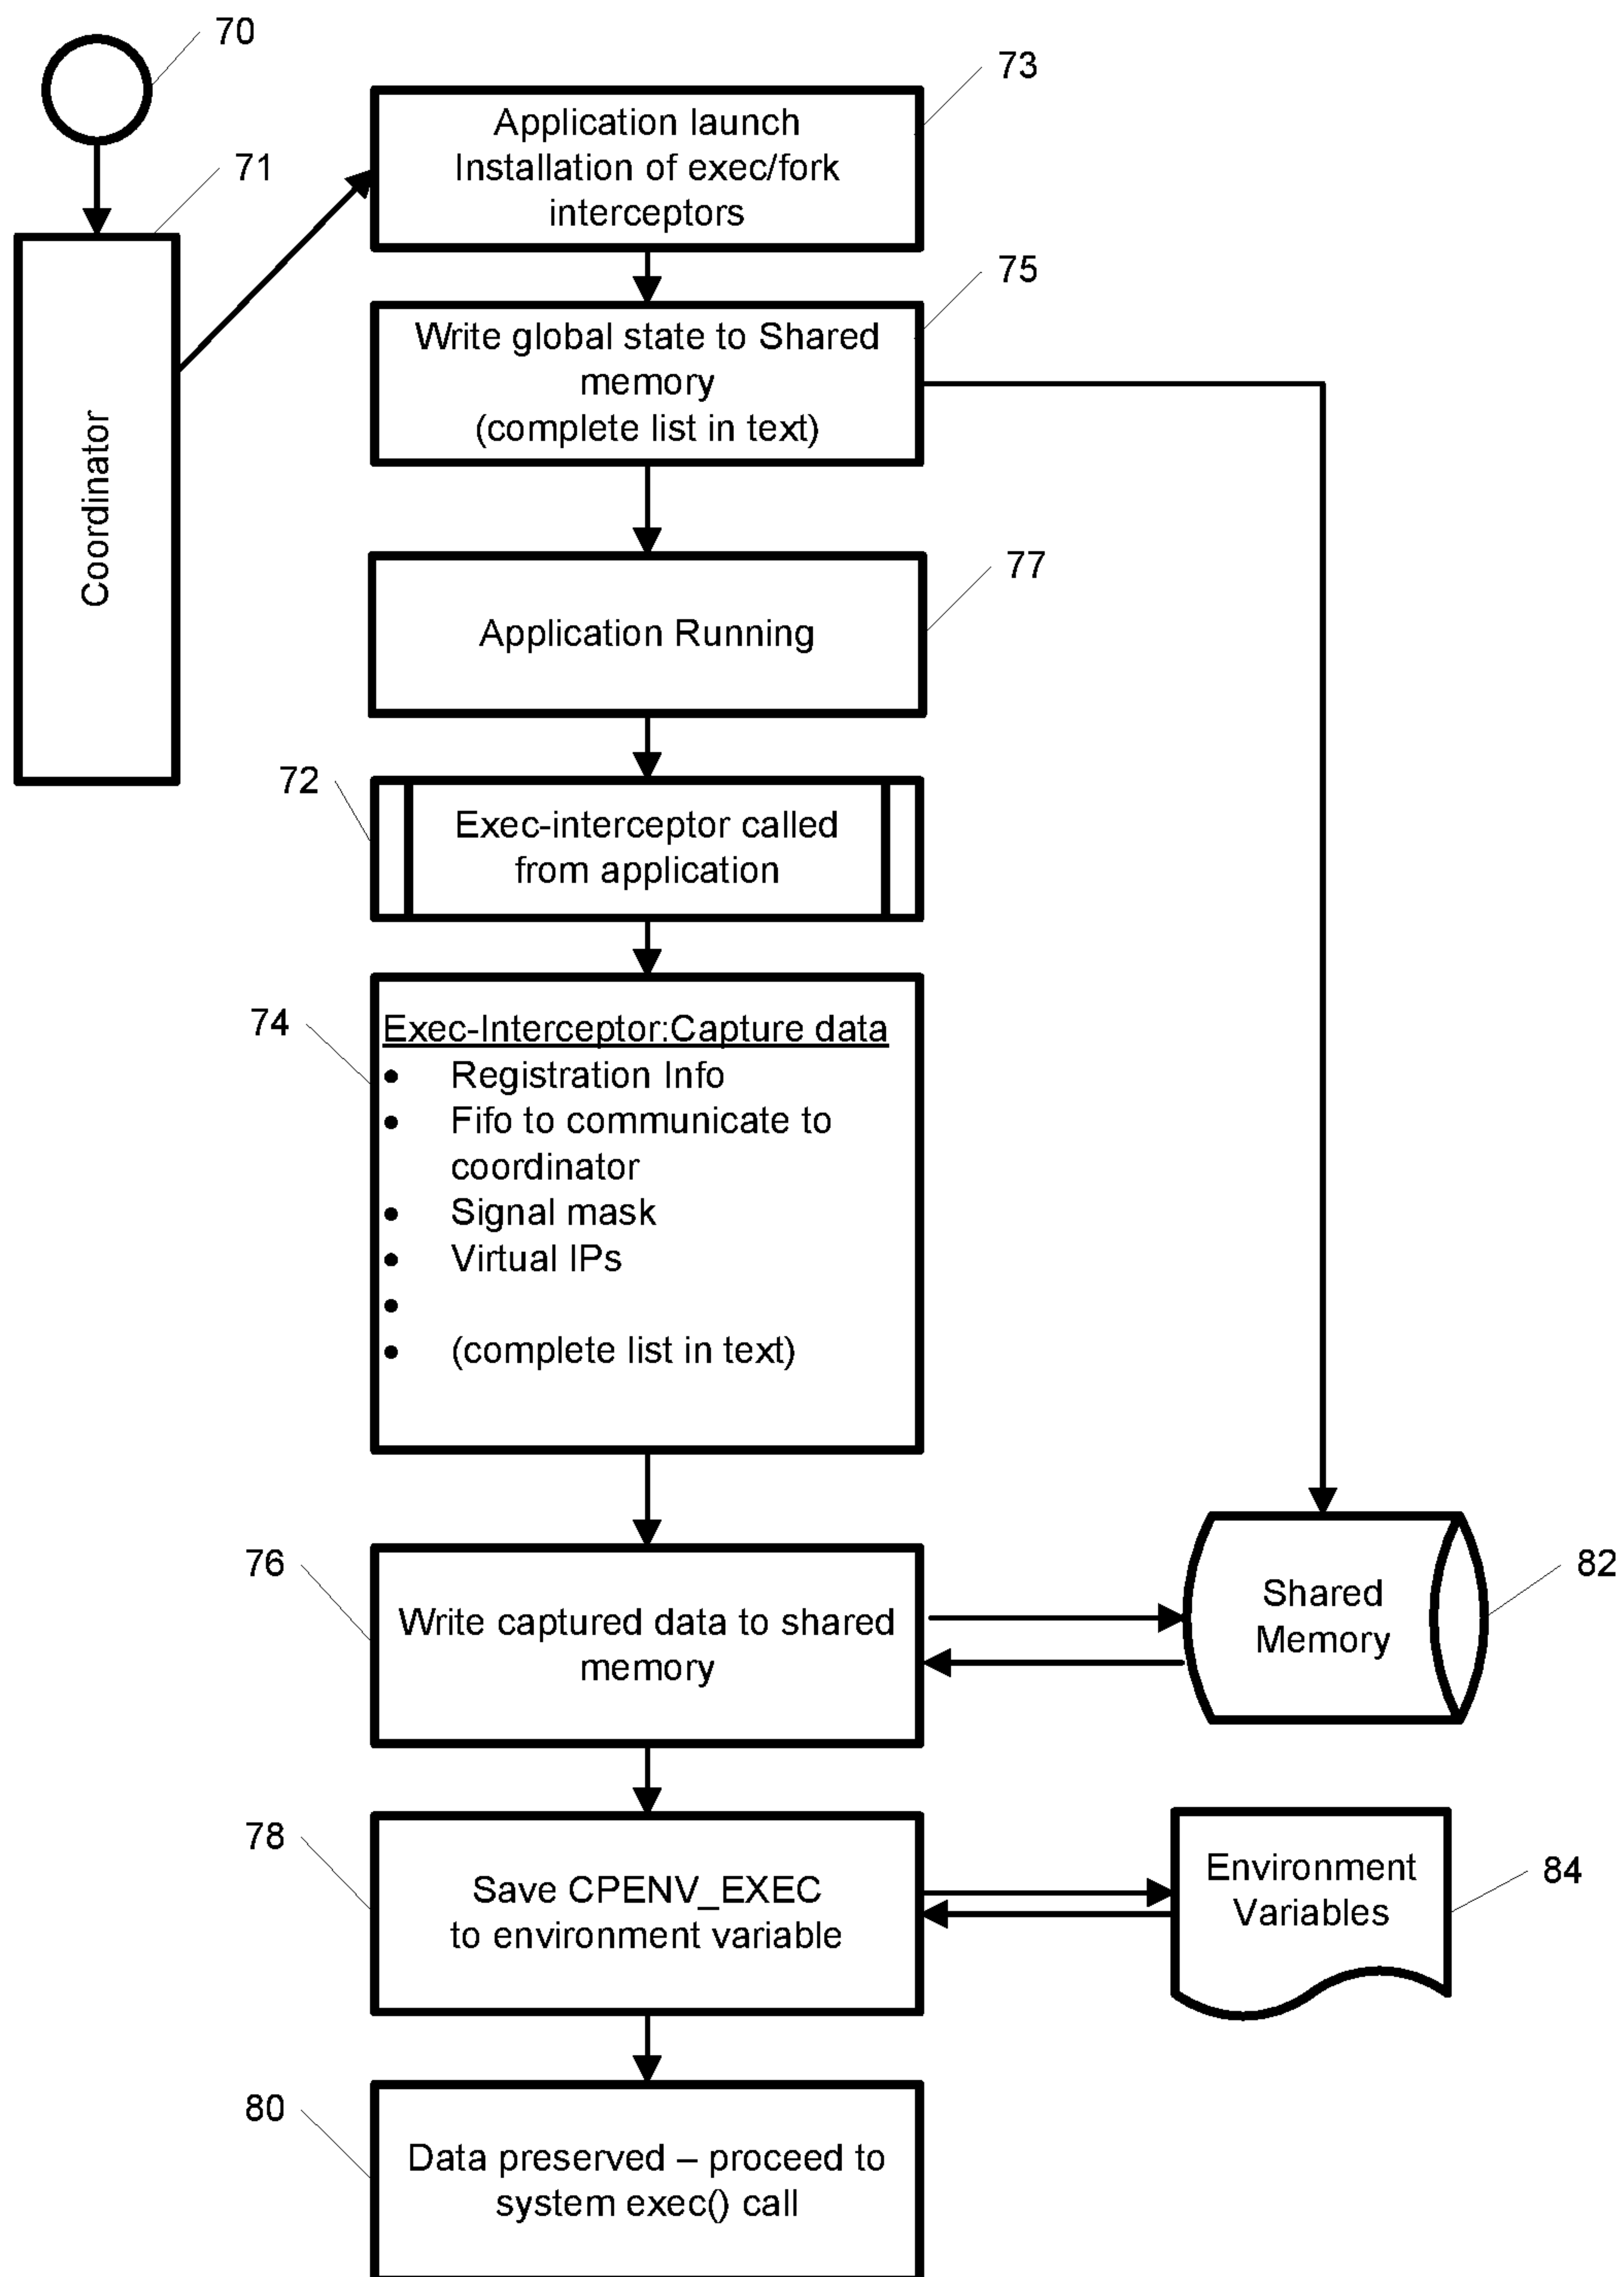 70
73
Application launch
Installation of exec/fork
interceptors
71
Coordinator
75
Write global state to Shared
memory
(complete list in text)
77
Application Running
72
Exec-interceptor called
from application
74
Exec-Interceptor:Capture data
• Registration Info
• Fifo to communicate to
coordinator
• Signal mask
• Virtual IPs
•
• (complete list in text)
76
Write captured data to shared
memory
Shared
Memory
82
78
Save CPENV_EXEC
to environment variable
Environment
Variables
84
80
Data preserved – proceed to
system exec() call